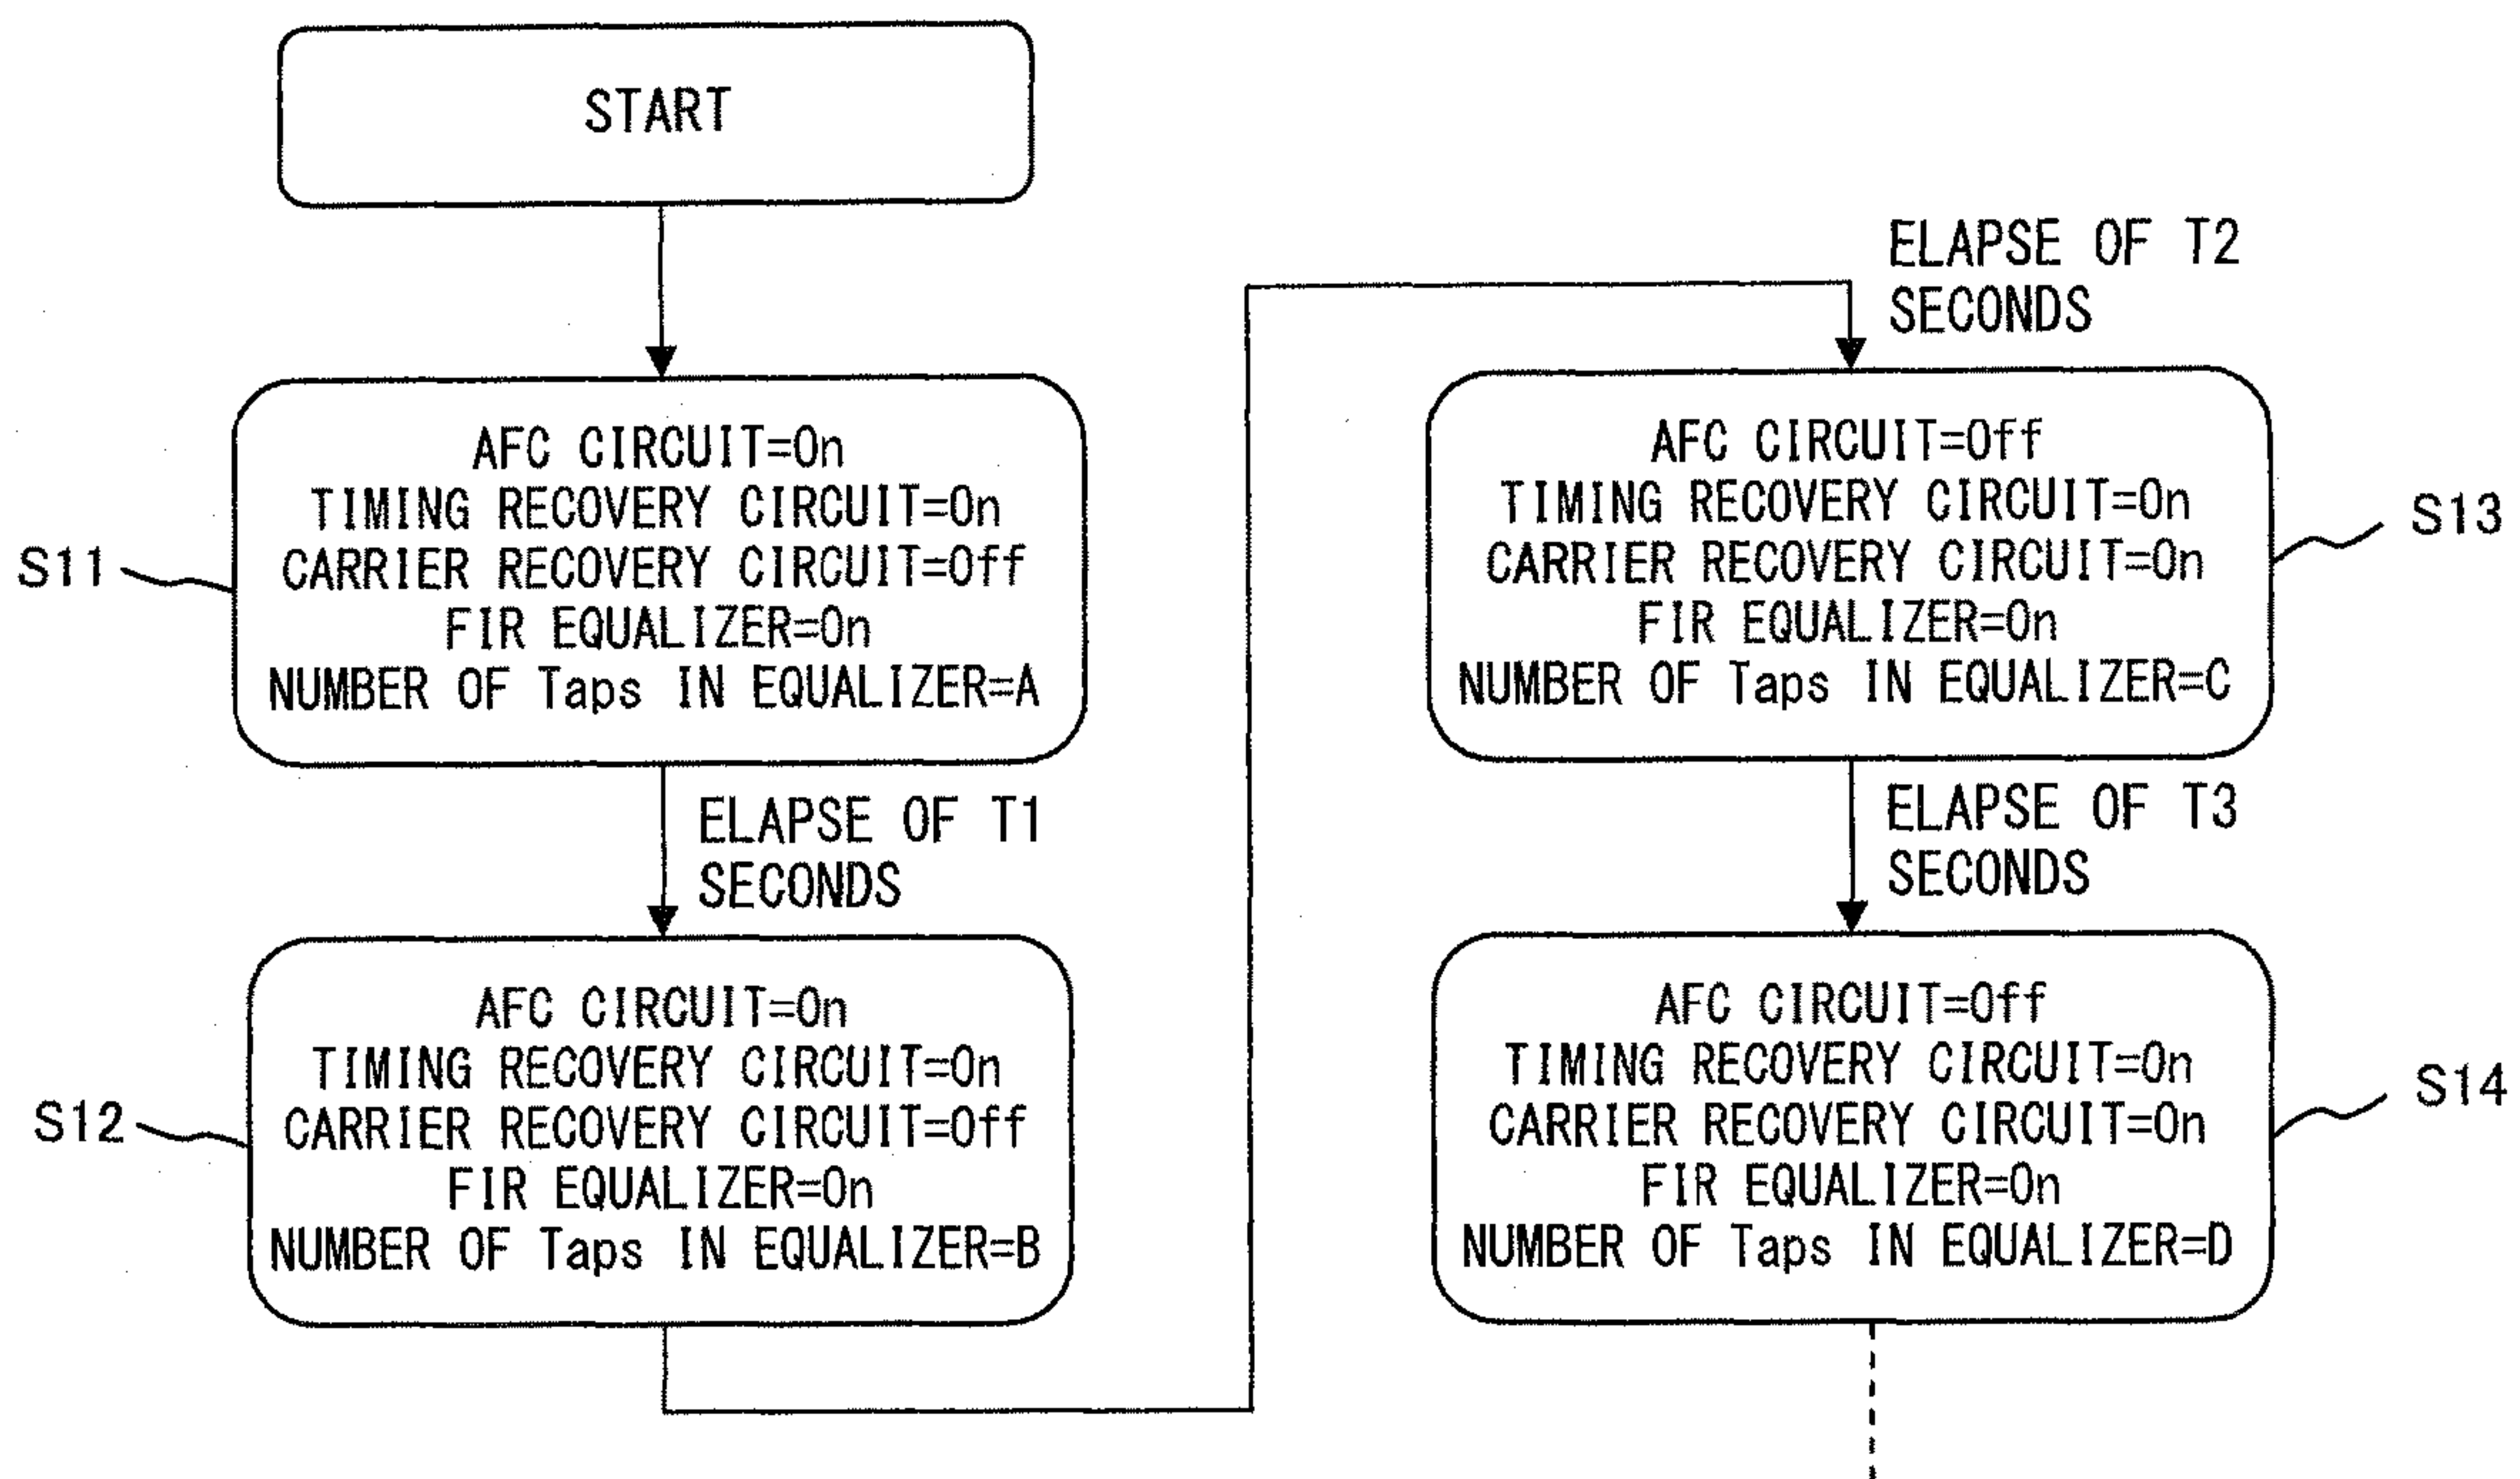 START
S11
AFC CIRCUIT=On
TIMING RECOVERY CIRCUIT=On
CARRIER RECOVERY CIRCUIT=Off
FIR EQUALIZER=On
NUMBER OF Taps IN EQUALIZER=A
ELAPSE OF T1
SECONDS
S12
AFC CIRCUIT=On
TIMING RECOVERY CIRCUIT=On
CARRIER RECOVERY CIRCUIT=Off
FIR EQUALIZER=On
NUMBER OF Taps IN EQUALIZER=B
ELAPSE OF T2
SECONDS
AFC CIRCUIT=Off
TIMING RECOVERY CIRCUIT=On
CARRIER RECOVERY CIRCUIT=On
FIR EQUALIZER=On
NUMBER OF Taps IN EQUALIZER=C
S13
ELAPSE OF T3
SECONDS
AFC CIRCUIT=Off
TIMING RECOVERY CIRCUIT=On
CARRIER RECOVERY CIRCUIT=On
FIR EQUALIZER=On
NUMBER OF Taps IN EQUALIZER=D
S14